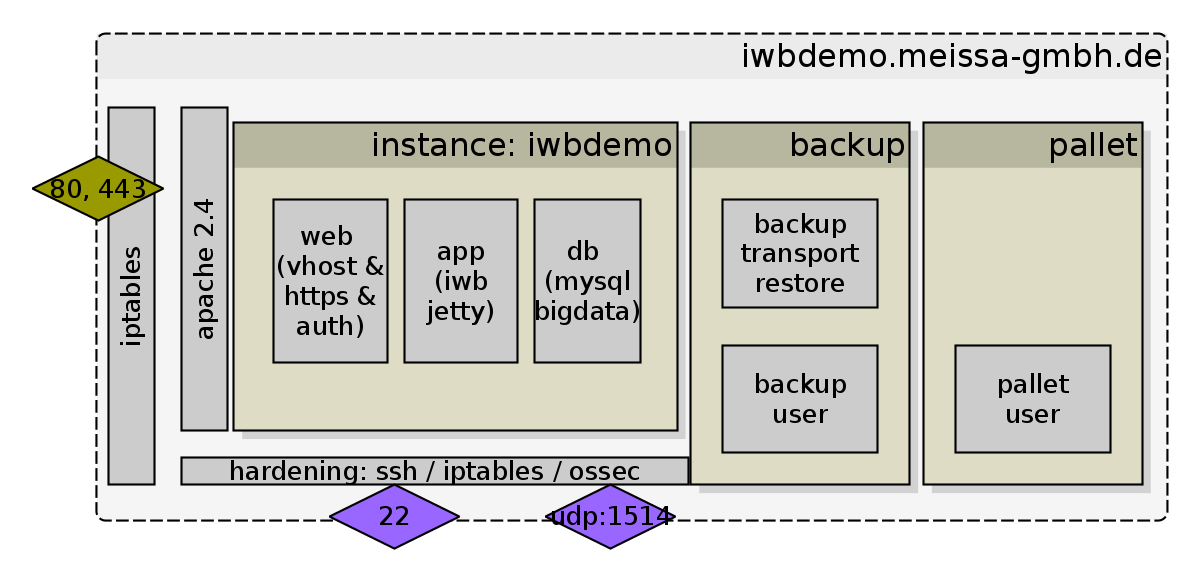 iwbdemo.meissa-gmbh.de
80, 443
iptables
apache 2.4
instance: iwbdemo
web
(vhost &
https &
auth)
app
(iwb
jetty)
db
(mysql
bigdata)
backup
backup
transport
restore
backup
user
pallet
pallet
user
hardening: ssh / iptables / ossec
22
udp:1514